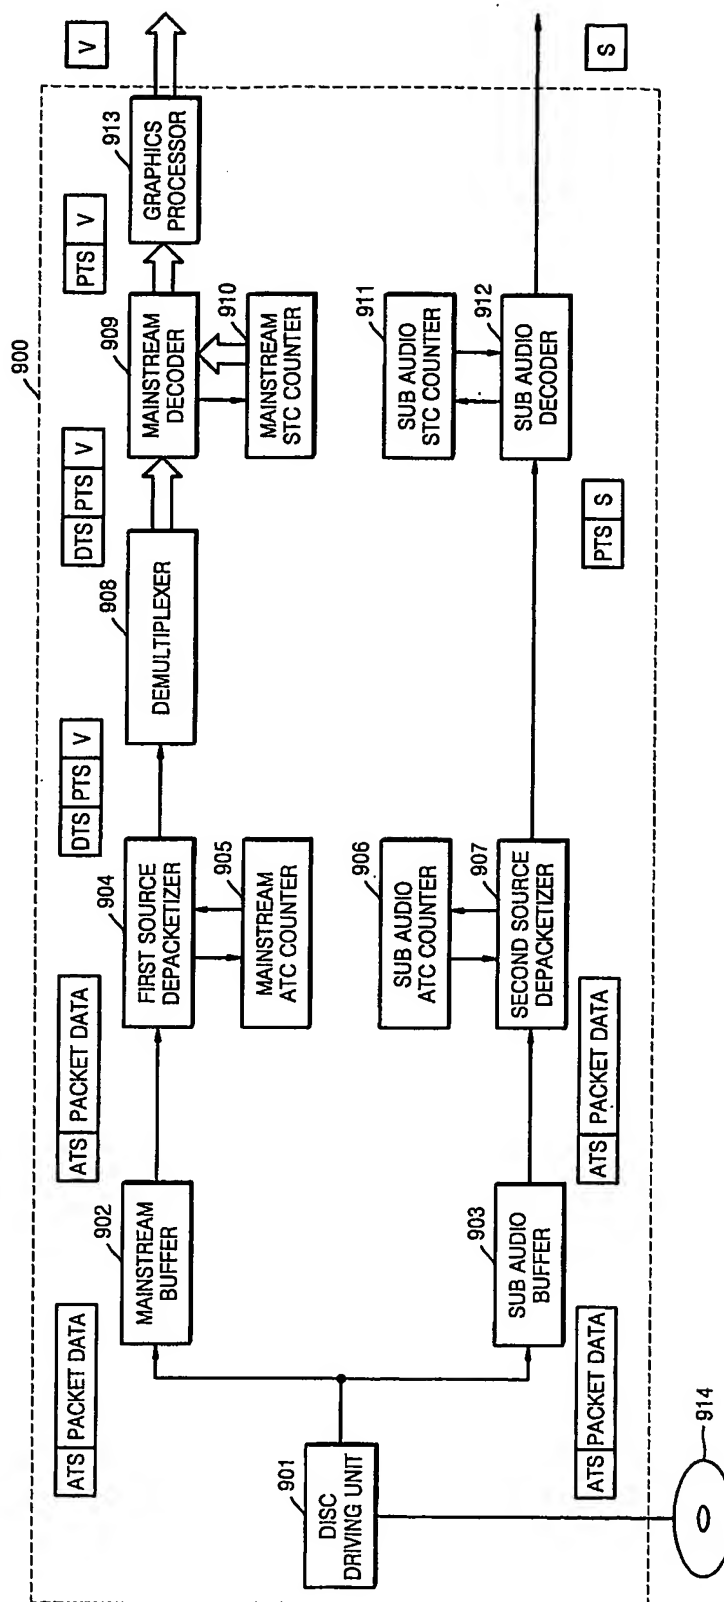 900
ATS PACKET DATA
ATS PACKET DATA
DTS PTS V
DTS PTS V
PTS V
V
901
DISC
DRIVING UNIT
902
MAINSTREAM
BUFFER
904
FIRST SOURCE
DEPACKETIZER
905
MAINSTREAM
ATC COUNTER
908
DEMULTIPLEXER
909
MAINSTREAM
DECODER
910
MAINSTREAM
STC COUNTER
913
GRAPHICS
PROCESSOR
903
SUB AUDIO
BUFFER
906
SUB AUDIO
ATC COUNTER
907
SECOND SOURCE
DEPACKETIZER
911
SUB AUDIO
STC COUNTER
912
SUB AUDIO
DECODER
ATS PACKET DATA
ATS PACKET DATA
PTS S
S
914